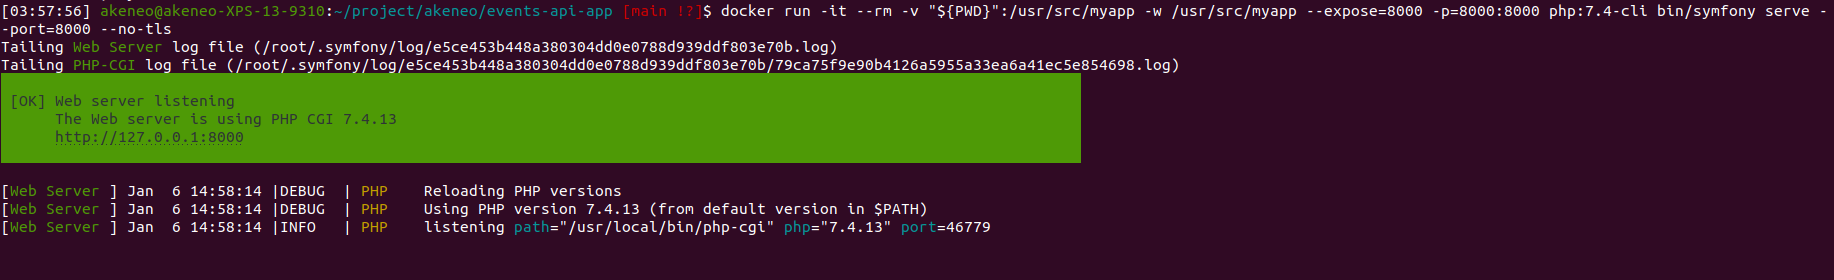 [03:57:56] akeneo@akeneo-XPS-13-9310:~/project/akeneo/events-api-app [main !?]$ docker run -it --rm -v "${PWD}":/usr/src/myapp -w /usr/src/myapp --expose=8000 -p=8000:8000 php:7.4-cli bin/symfony serve -
-port=8000 --no-tls
Tailing Web Server log file (/root/.symfony/log/e5ce453b448a380304dd0e0788d939ddf803e70b.log)
Tailing PHP-CGI log file (/root/.symfony/log/e5ce453b448a380304dd0e0788d939ddf803e70b/79ca75f9e90b4126a5955a33ea6a41ec5e854698.log)
[OK] Web server listening
The Web server is using PHP CGI 7.4.13
http://127.0.0.1:8000
[Web Server ] Jan  6 14:58:14 |DEBUG  | PHP    Reloading PHP versions
[Web Server ] Jan  6 14:58:14 |DEBUG  | PHP    Using PHP version 7.4.13 (from default version in $PATH)
[Web Server ] Jan  6 14:58:14 |INFO   | PHP    listening path="/usr/local/bin/php-cgi" php="7.4.13" port=46779